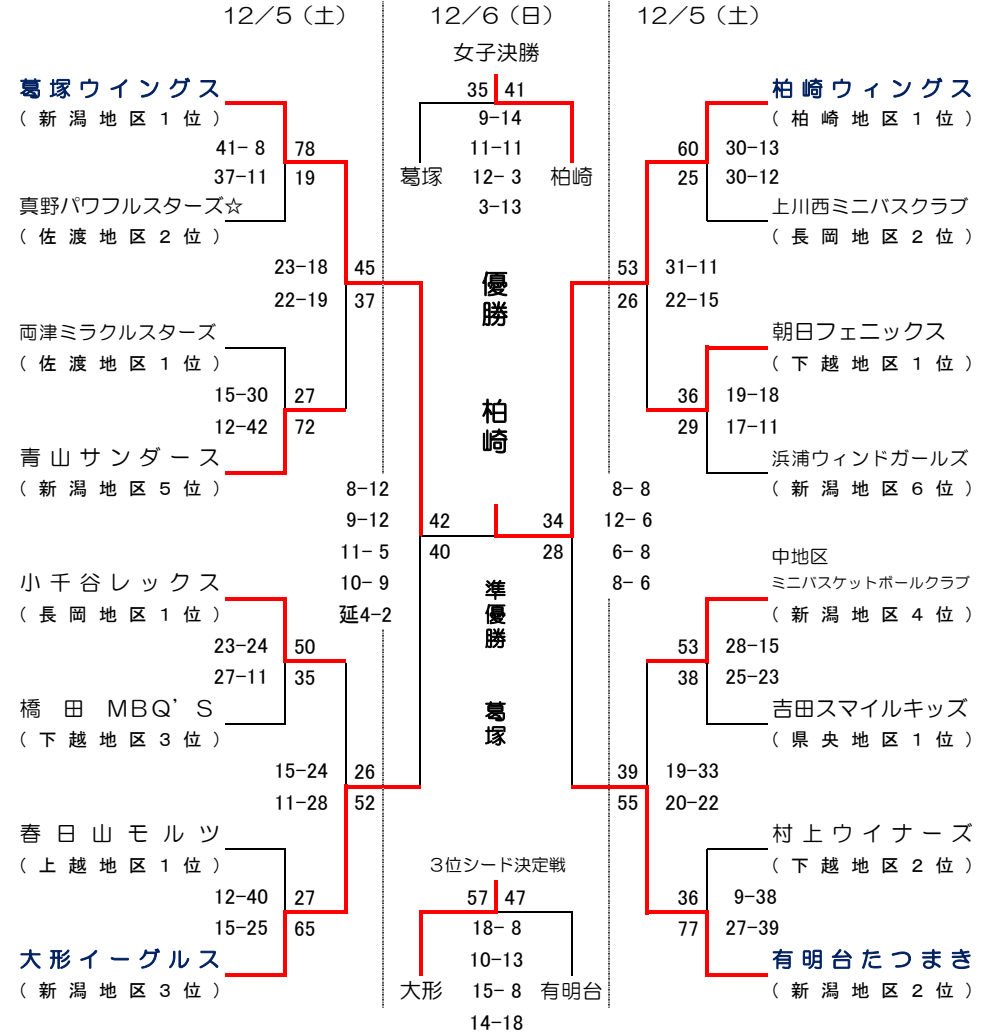 12/5（土）
12/6（日）
12/5（土）
女子決勝
35 41
9-14
11-11
12- 3
3-13
葛塚
柏崎
葛塚ウイングス
（新潟地区1位）
41- 8 78
37-11 19
真野パワフルスターズ☆
（佐渡地区2位）
23-18 45
22-19 37
両津ミラクルスターズ
（佐渡地区1位）
15-30 27
12-42 72
青山サンダース
（新潟地区5位）
8-12
9-12
11- 5
10- 9
延4-2
42
40
小千谷レックス
（長岡地区1位）
23-24 50
27-11 35
橋田 MBQ’S
（下越地区3位）
15-24 26
11-28 52
春日山モルツ
（上越地区1位）
12-40 27
15-25 65
大形イーグルス
（新潟地区3位）
優勝 柏崎
準優勝 葛塚
3位シード決定戦
57 47
18- 8
10-13
15- 8
14-18
大形
有明台
柏崎ウィングス
（柏崎地区1位）
60 30-13
25 30-12
上川西ミニバスクラブ
（長岡地区2位）
53 31-11
26 22-15
朝日フェニックス
（下越地区1位）
36 19-18
29 17-11
浜浦ウィンドガールズ
（新潟地区6位）
34
28
8- 8
12- 6
6- 8
8- 6
中地区
ミニバスケットボールクラブ
（新潟地区4位）
53 28-15
38 25-23
吉田スマイルキッズ
（県央地区1位）
39 19-33
55 20-22
村上ウイナーズ
（下越地区2位）
36 9-38
77 27-39
有明台たつまき
（新潟地区2位）